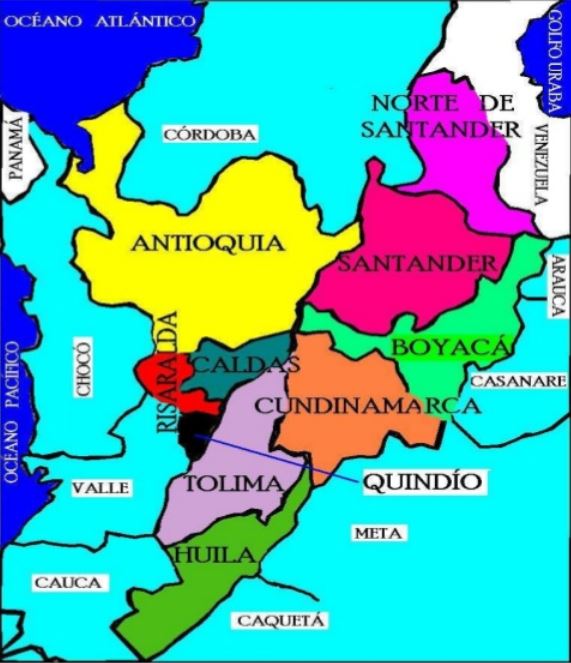 OCÉANO ATLÁNTICO
GOLFO URABA
NORTE DE
SANTANDER
CÓRDOBA
PANAMÁ
VENEZUELA
ANTIOQUIA
SANTANDER
ARAUCA
RISARALDA
CHOCÓ
CALDAS
BOYACÁ
CASANARE
OCÉANO PACÍFICO
CUNDINAMARCA
VALLE
TOLIMA
QUINDÍO
META
HUILA
CAUCA
CAQUETÁ